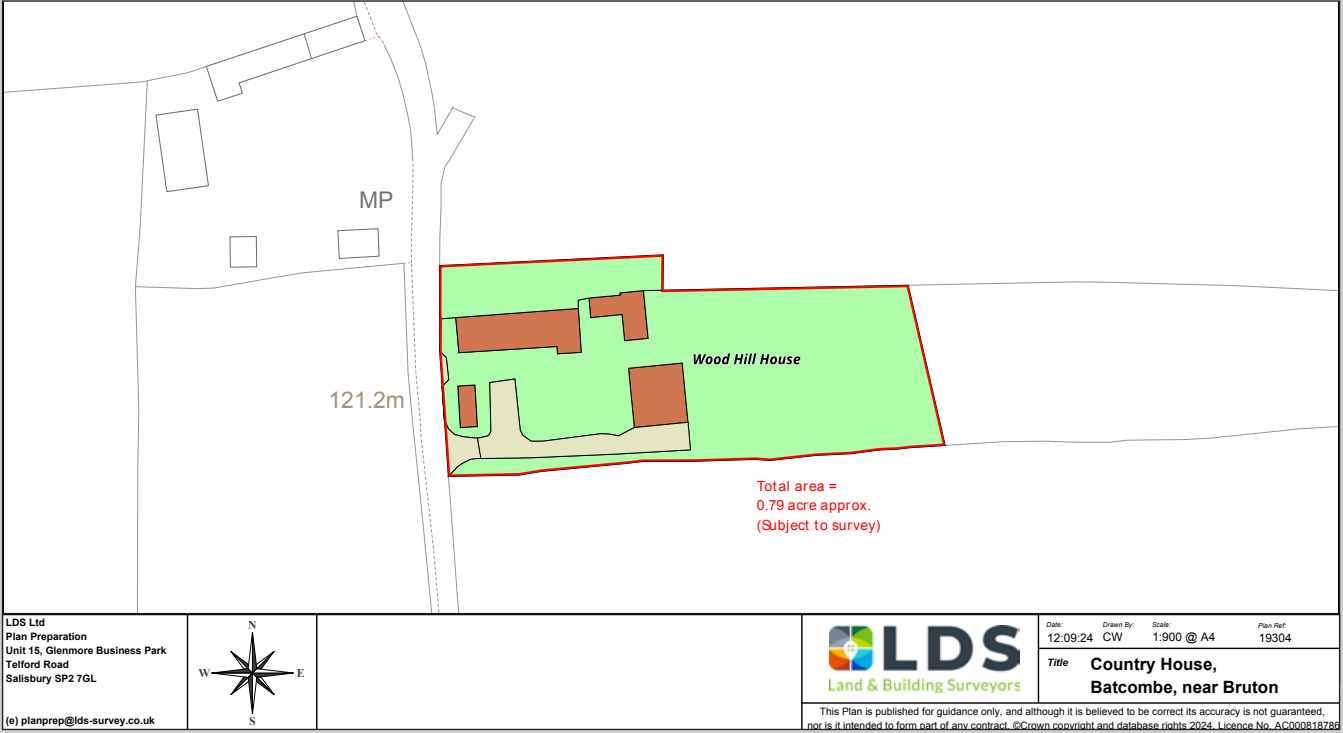 MP
121.2m
Wood Hill House
Total area =
0.79 acre approx.
(Subject to survey)
LDS Ltd
Plan Preparation
Unit 15, Glenmore Business Park
Telford Road
Salisbury SP2 7GL
(e) planprep@lds-survey.co.uk
N
W E
S
LDS
Land & Building Surveyors
Date: Drawn By: Scale: Plan Ref:
12:09:24 CW 1:900 @ A4 19304
Title Country House,
Batcombe, near Bruton
This Plan is published for guidance only, and although it is believed to be correct its accuracy is not guaranteed,
nor is it intended to form part of any contract. ©Crown copyright and database rights 2024. Licence No. AC000818786